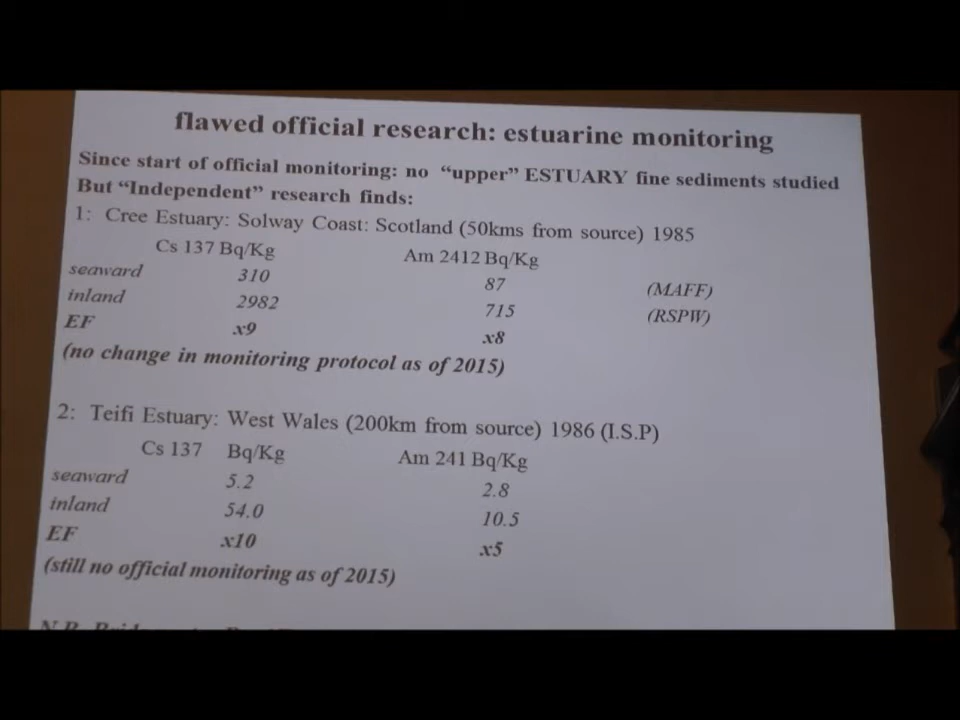 flawed official research: estuarine monitoring
Since start of official monitoring: no “upper” ESTUARY fine sediments studied
But “Independent” research finds:
1: Cree Estuary: Solway Coast: Scotland (50kms from source) 1985
Cs 137 Bq/Kg Am 2412 Bq/Kg
seaward 310 87 (MAFF)
inland 2982 715 (RSPW)
EF x9 x8
(no change in monitoring protocol as of 2015)
2: Teifi Estuary: West Wales (200km from source) 1986 (I.S.P)
Cs 137 Bq/Kg Am 241 Bq/Kg
seaward 5.2 2.8
inland 54.0 10.5
EF x10 x5
(still no official monitoring as of 2015)